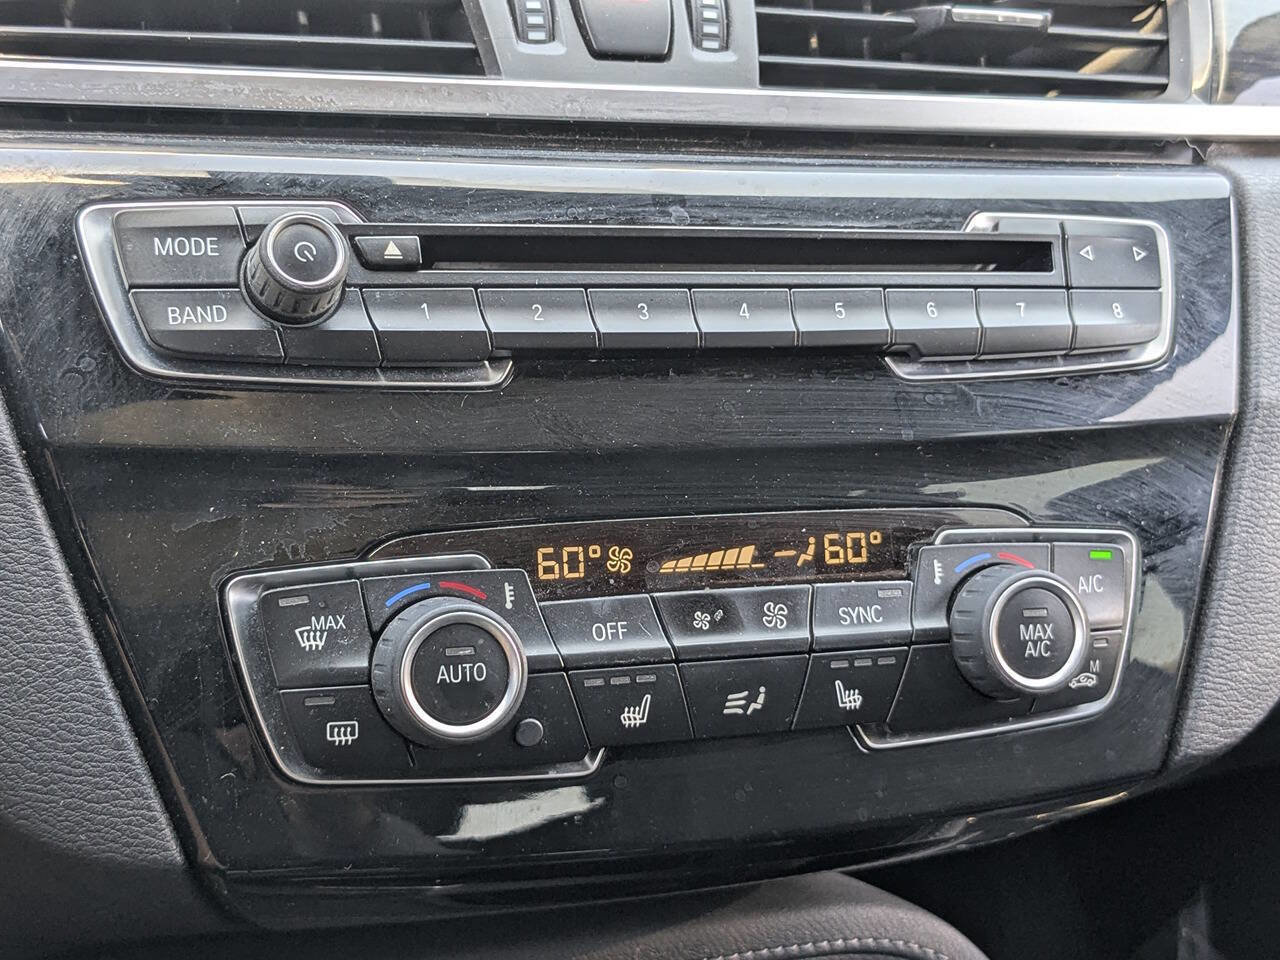 MODE
BAND
1 2 3 4 5 6 7 8
60° 60°
MAX
AUTO
OFF
SYNC
MAX
A/C
A/C
M